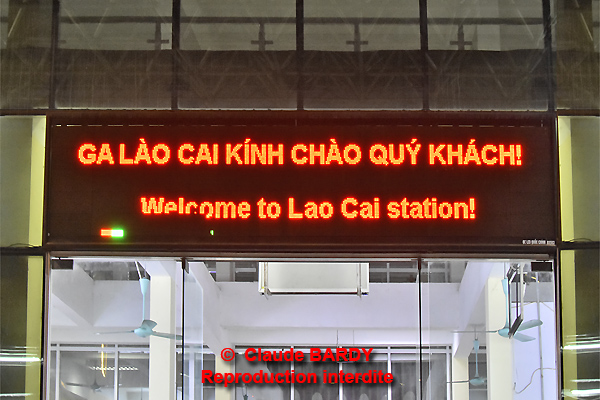 GA LÀO CAI KÍNH CHÀO QUÝ KHÁCH!
Welcome to Lao Cai station!
© Claude BARDY
Reproduction interdite